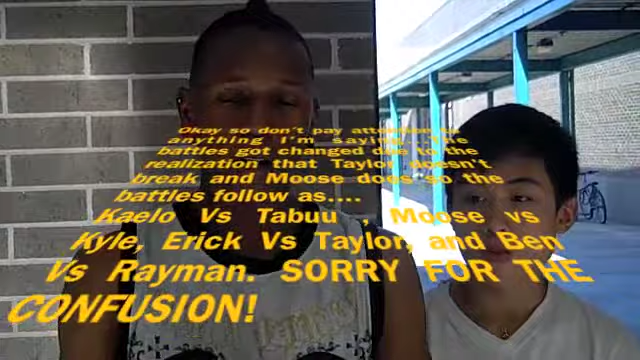 Okay so don't pay attention to
anything I'm saying. The
battles got changed due to the
realization that Taylor doesn't
break and Moose does so the
battles follow as....
Kaelo Vs Tabuu , Moose vs
Kyle, Erick Vs Taylor, and Ben
Vs Rayman. SORRY FOR THE
CONFUSION!